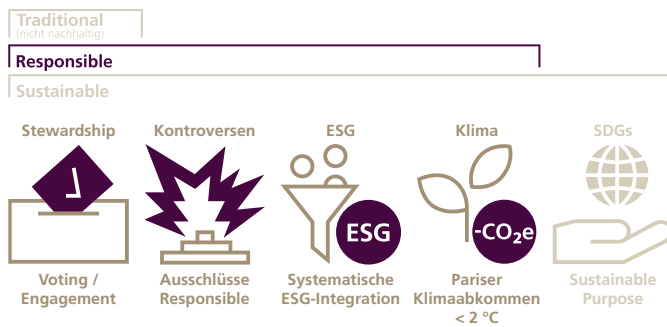 Traditional
(nicht nachhaltig)
Responsible
Sustainable
Stewardship Kontroversen ESG Klima SDGs
ESG -CO₂e
Voting / Ausschlüsse Systematische Pariser Sustainable
Engagement Responsible ESG-Integration Klimaabkommen Purpose
< 2 °C